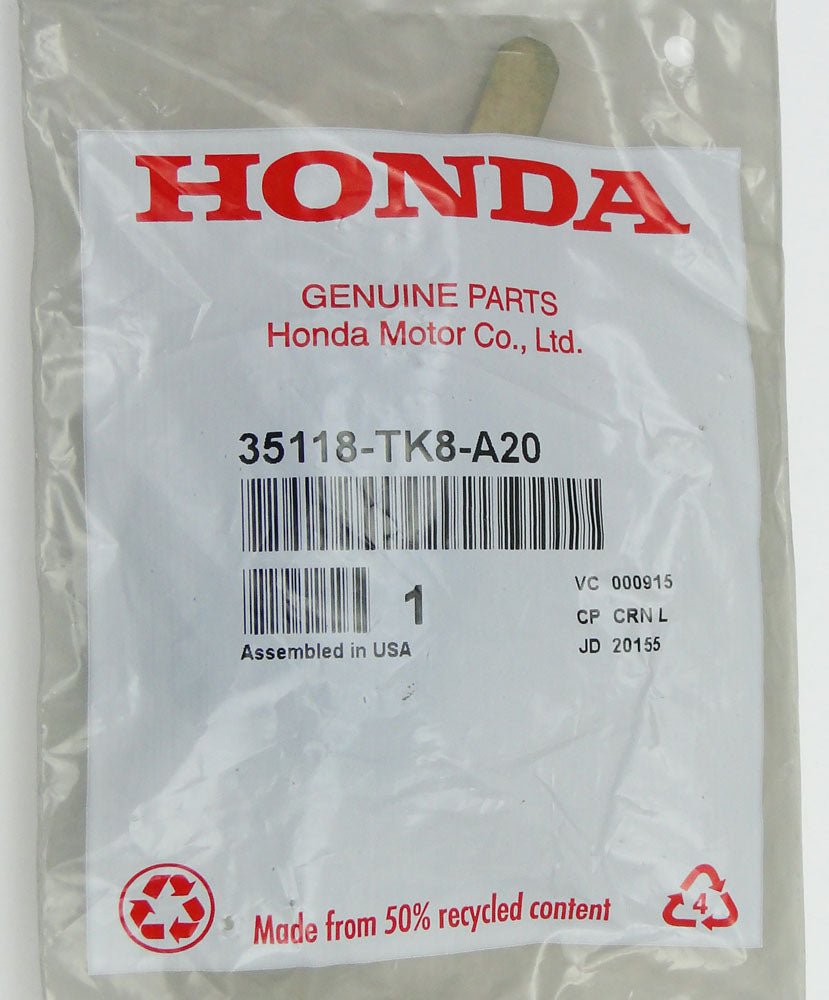 HONDA
GENUINE PARTS
Honda Motor Co., Ltd.
35118-TK8-A20
1
VC 000915
CP CRN L
JD 20155
Assembled in USA
Made from 50% recycled content
4